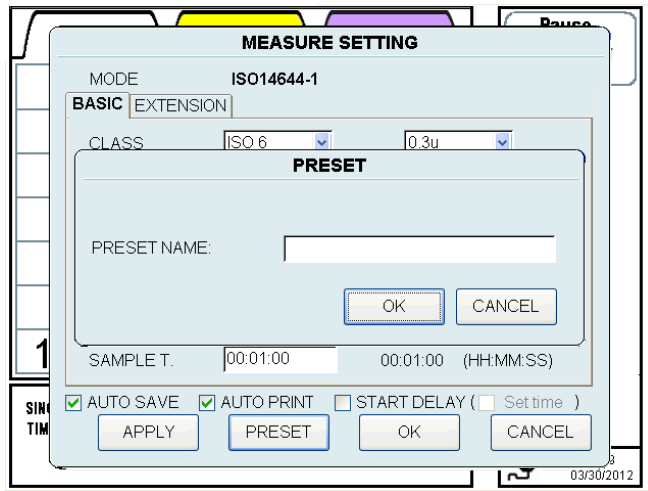 Pause
MEASURE SETTING
MODE ISO14644-1
BASIC EXTENSION
CLASS ISO 6 0.3u
PRESET
PRESET NAME:
OK CANCEL
1
SAMPLE T. 00:01:00 00:01:00 (HH:MM:SS)
AUTO SAVE AUTO PRINT START DELAY ( Set time )
SIN
TIM
APPLY PRESET OK CANCEL
03/30/2012